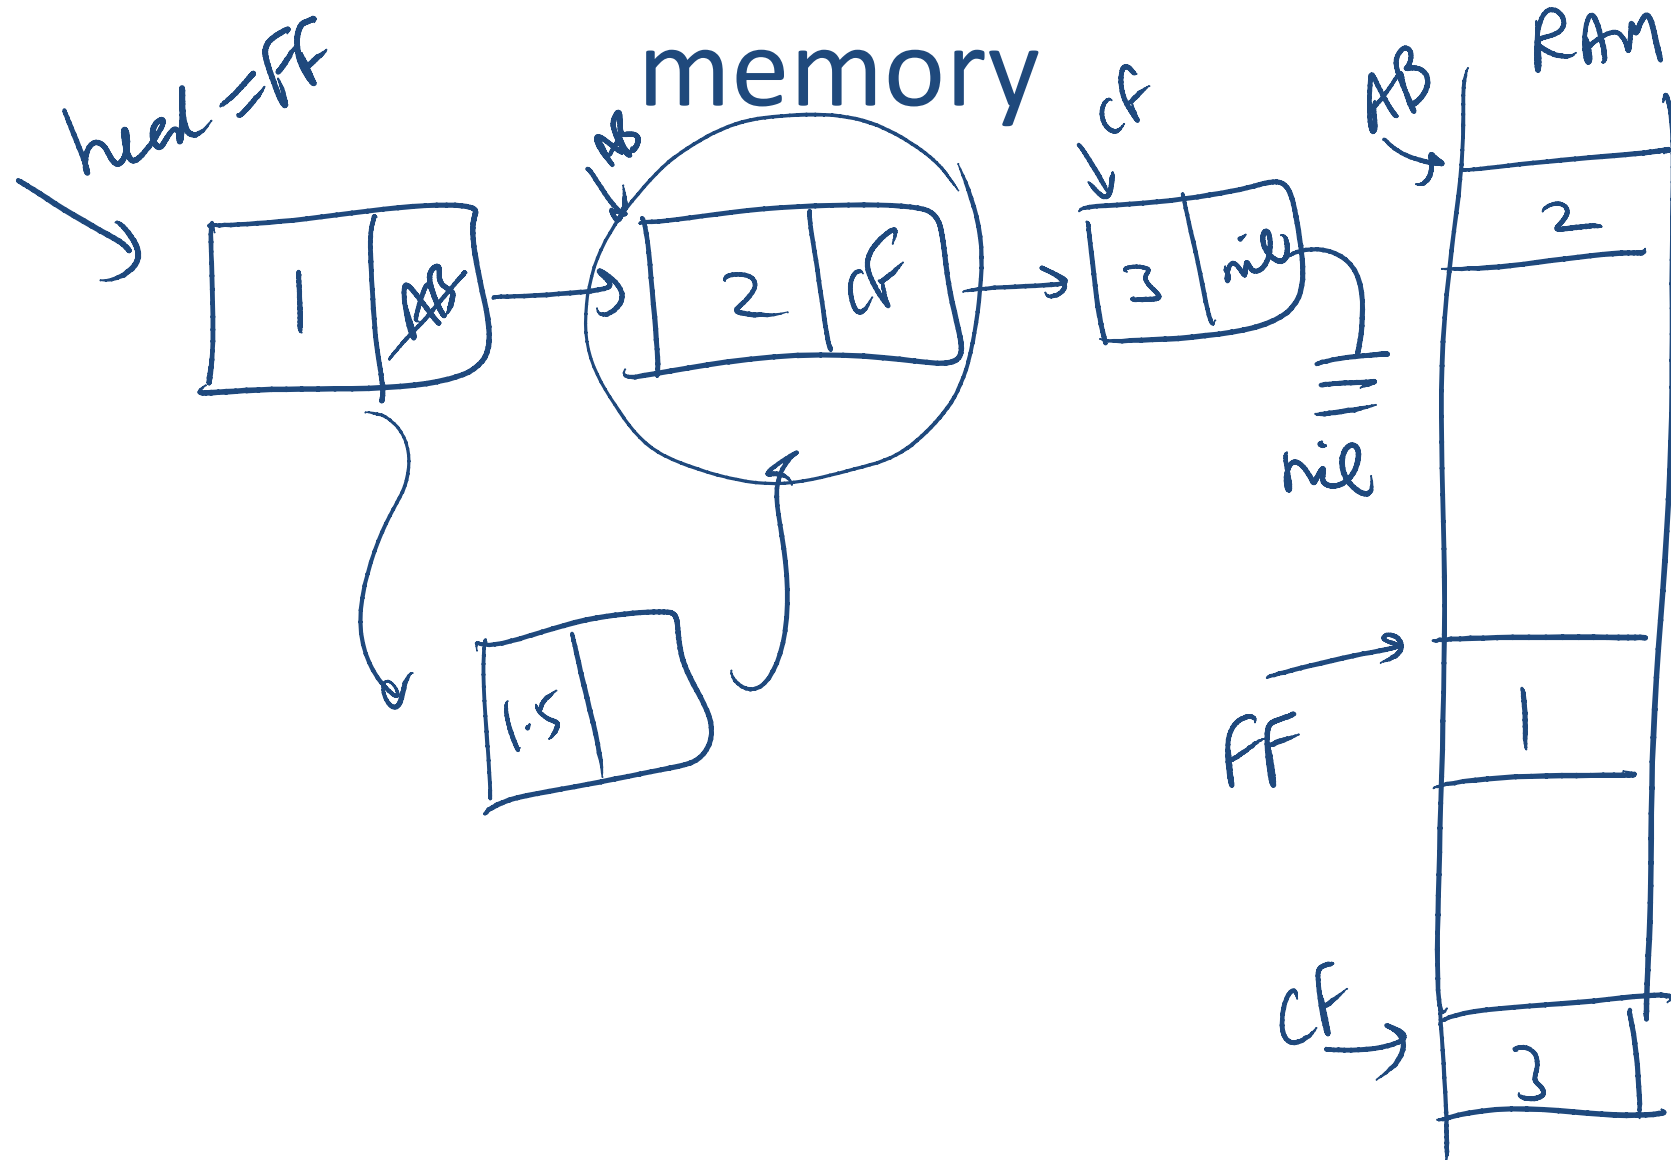 memory
RAM
head = FF
AB
CF
AB
1 AB
2 CF
3 nil
2
nil
1.5
FF
1
CF
3